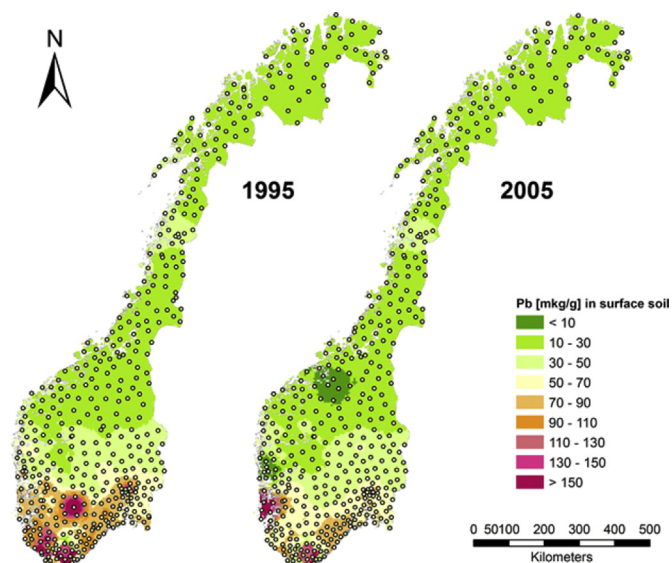 N
1995
2005
Pb [mkg/g] in surface soil
< 10
10 - 30
30 - 50
50 - 70
70 - 90
90 - 110
110 - 130
130 - 150
> 150
0 50100 200 300 400 500
Kilometers